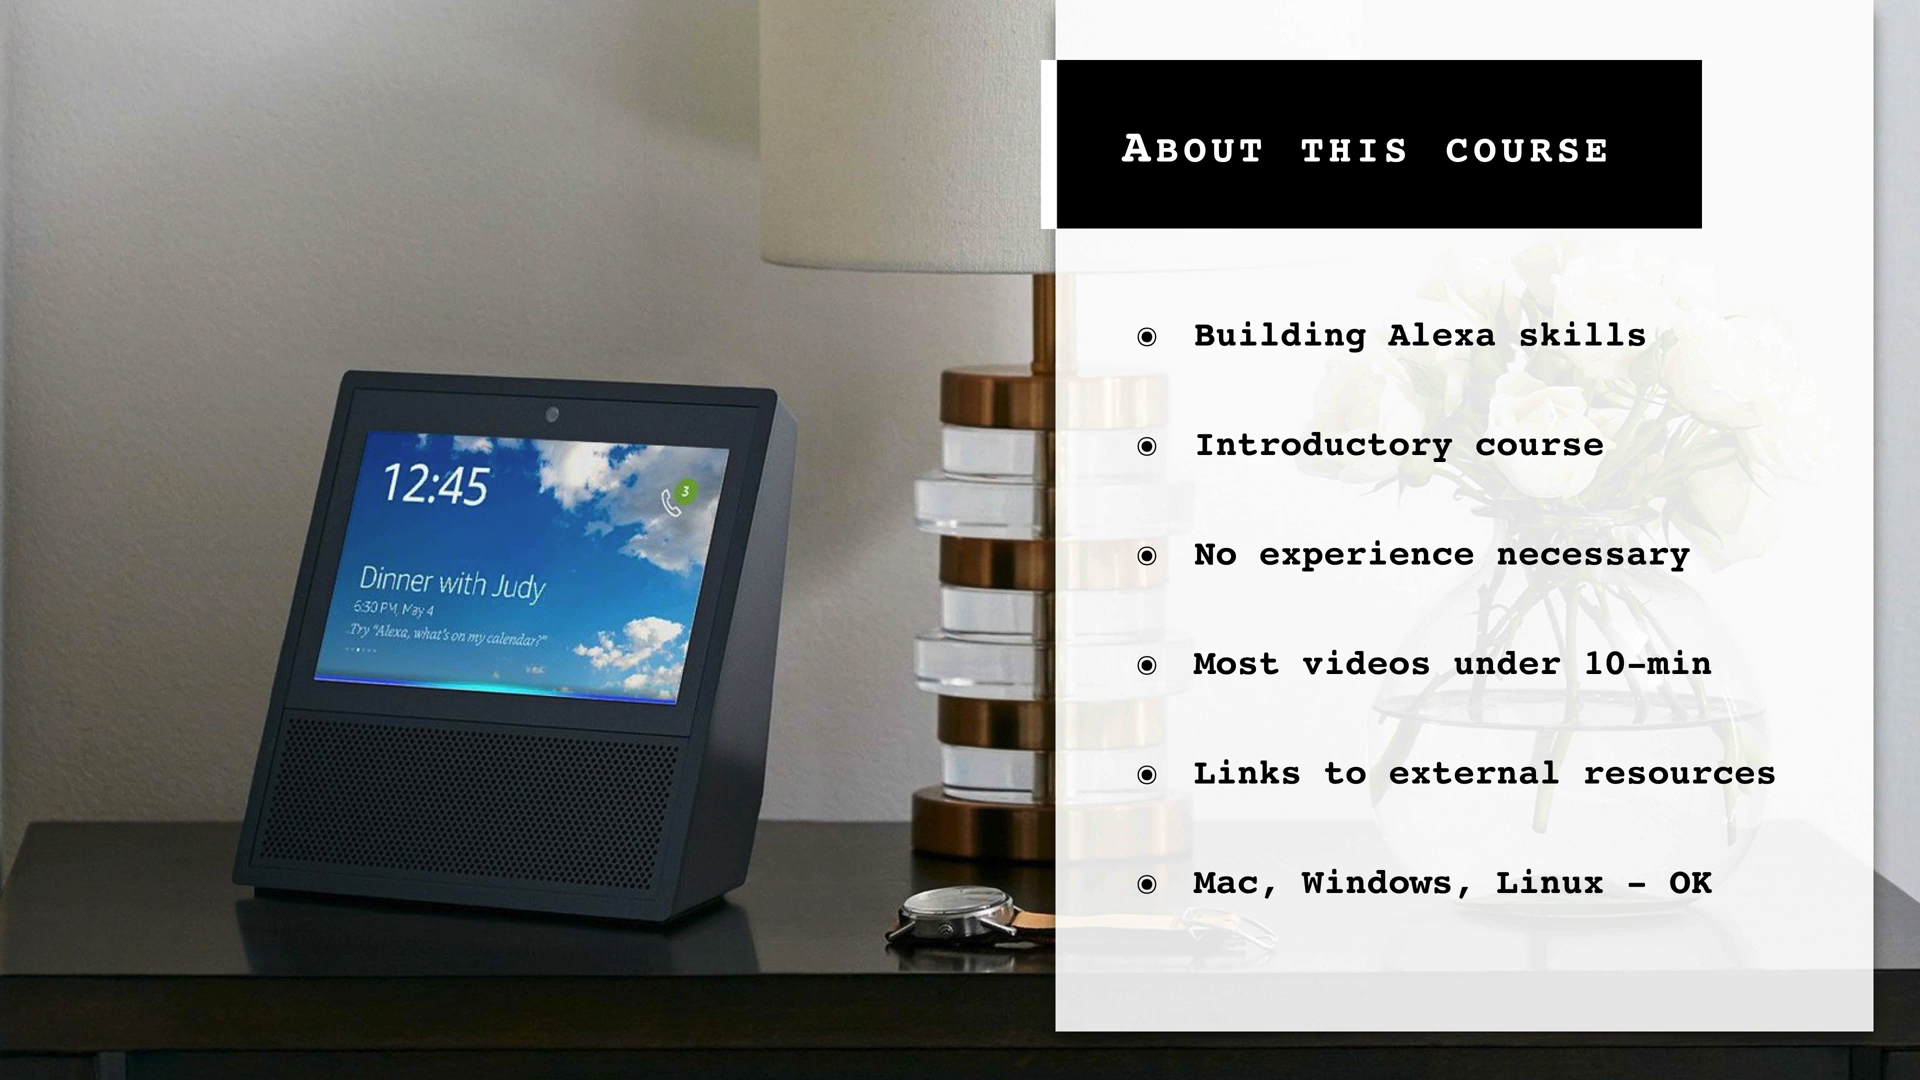 About this course
12:45
3
Dinner with Judy
6:30 PM, May 4
Try "Alexa, what's on my calendar?"
◉ Building Alexa skills
◉ Introductory course
◉ No experience necessary
◉ Most videos under 10-min
◉ Links to external resources
◉ Mac, Windows, Linux - OK